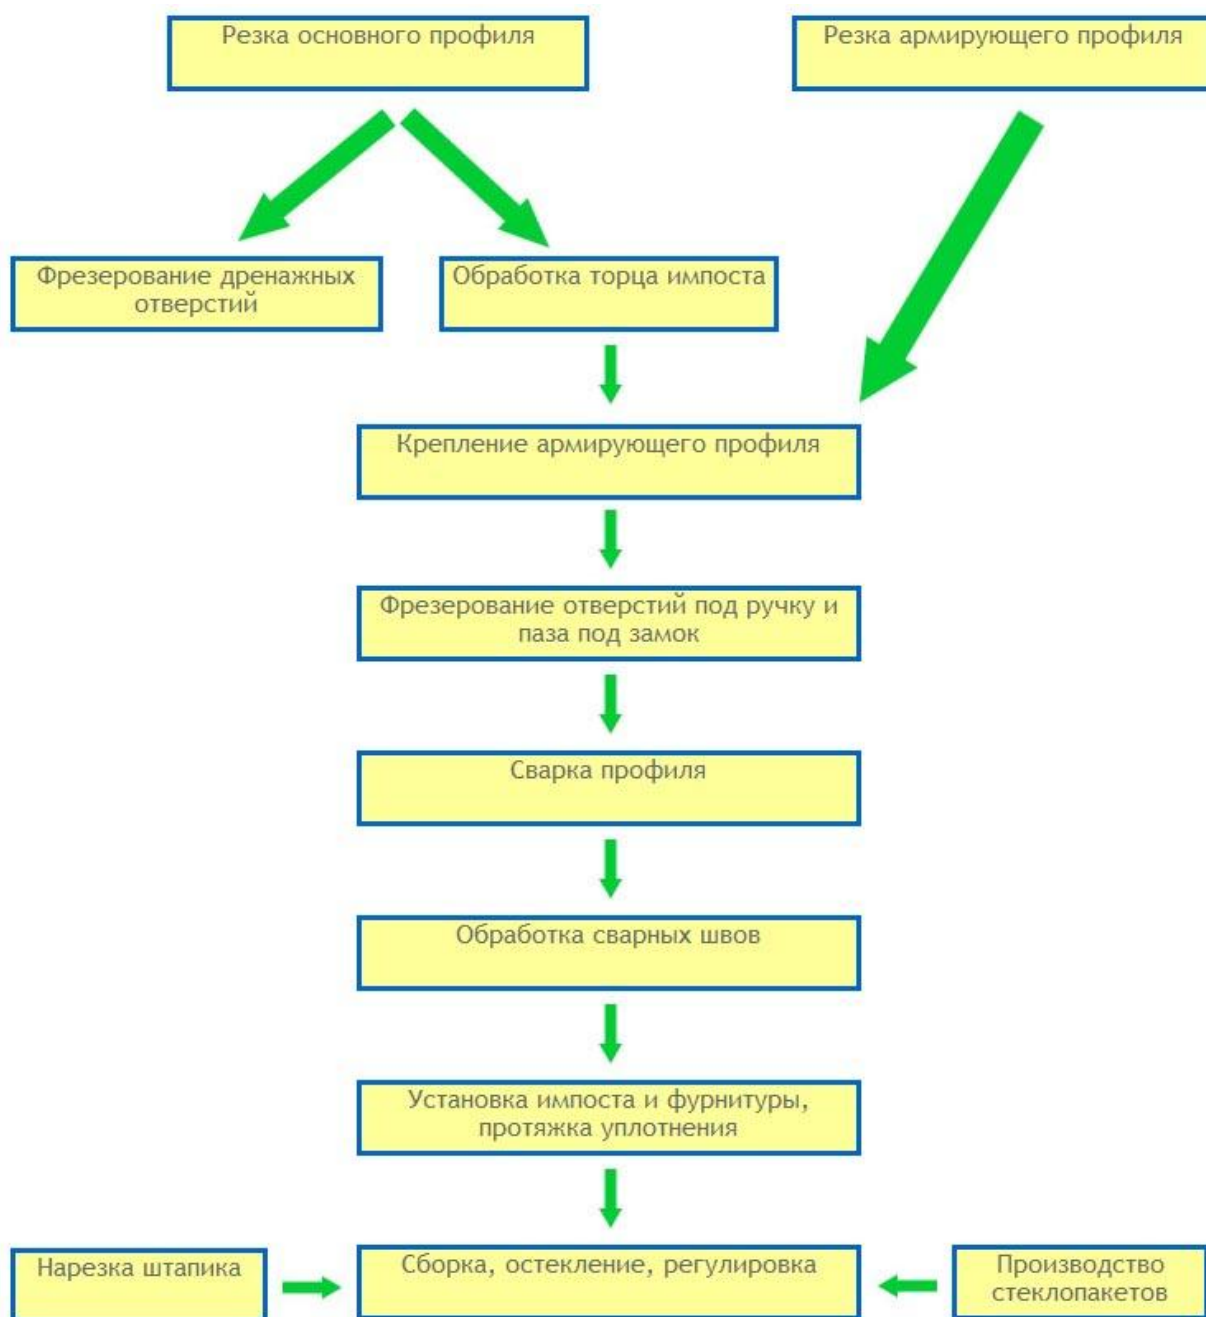 Резка основного профиля
Резка армирующего профиля
Фрезерование дренажных
отверстий
Обработка торца импоста
Крепление армирующего профиля
Фрезерование отверстий под ручку и
паза под замок
Сварка профиля
Обработка сварных швов
Установка импоста и фурнитуры,
протяжка уплотнения
Нарезка штапика
Сборка, остекление, регулировка
Производство
стеклопакетов